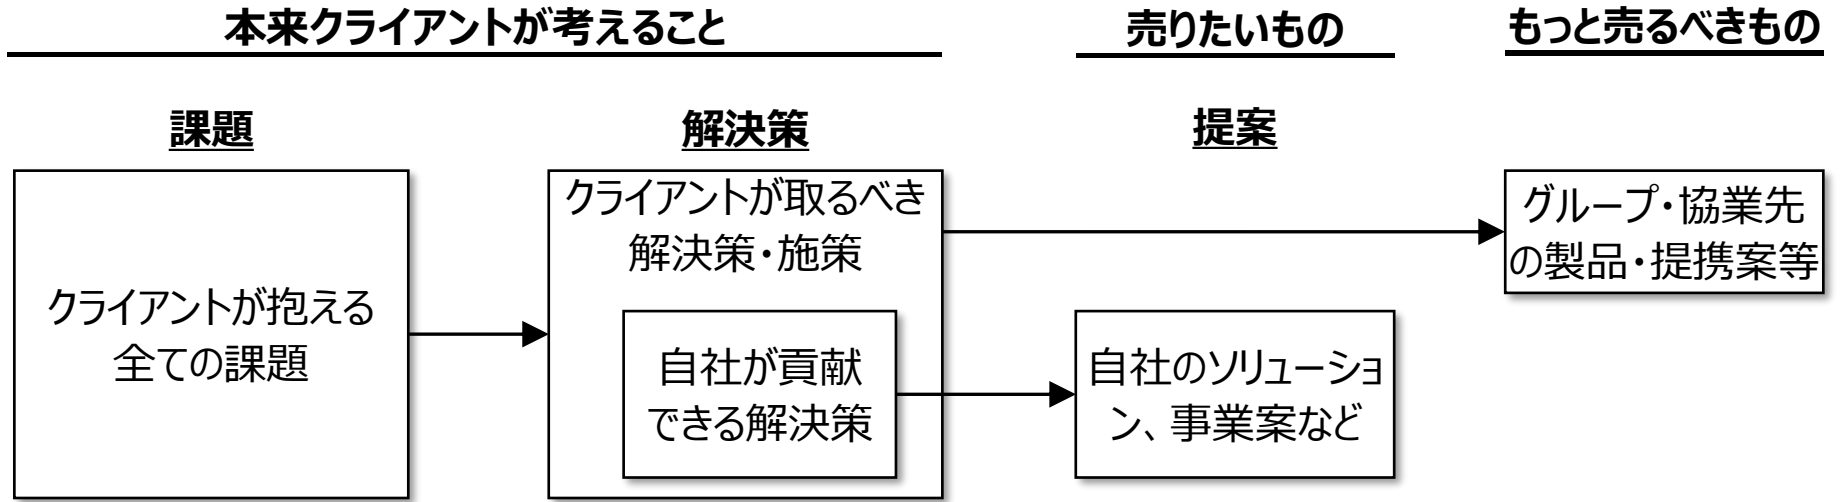 本来クライアントが考えること
売りたいもの
もっと売るべきもの
課題
解決策
提案
クライアントが抱える
全ての課題
クライアントが取るべき
解決策・施策
自社が貢献
できる解決策
自社のソリューショ
ン、事業案など
グループ・協業先
の製品・提携案等